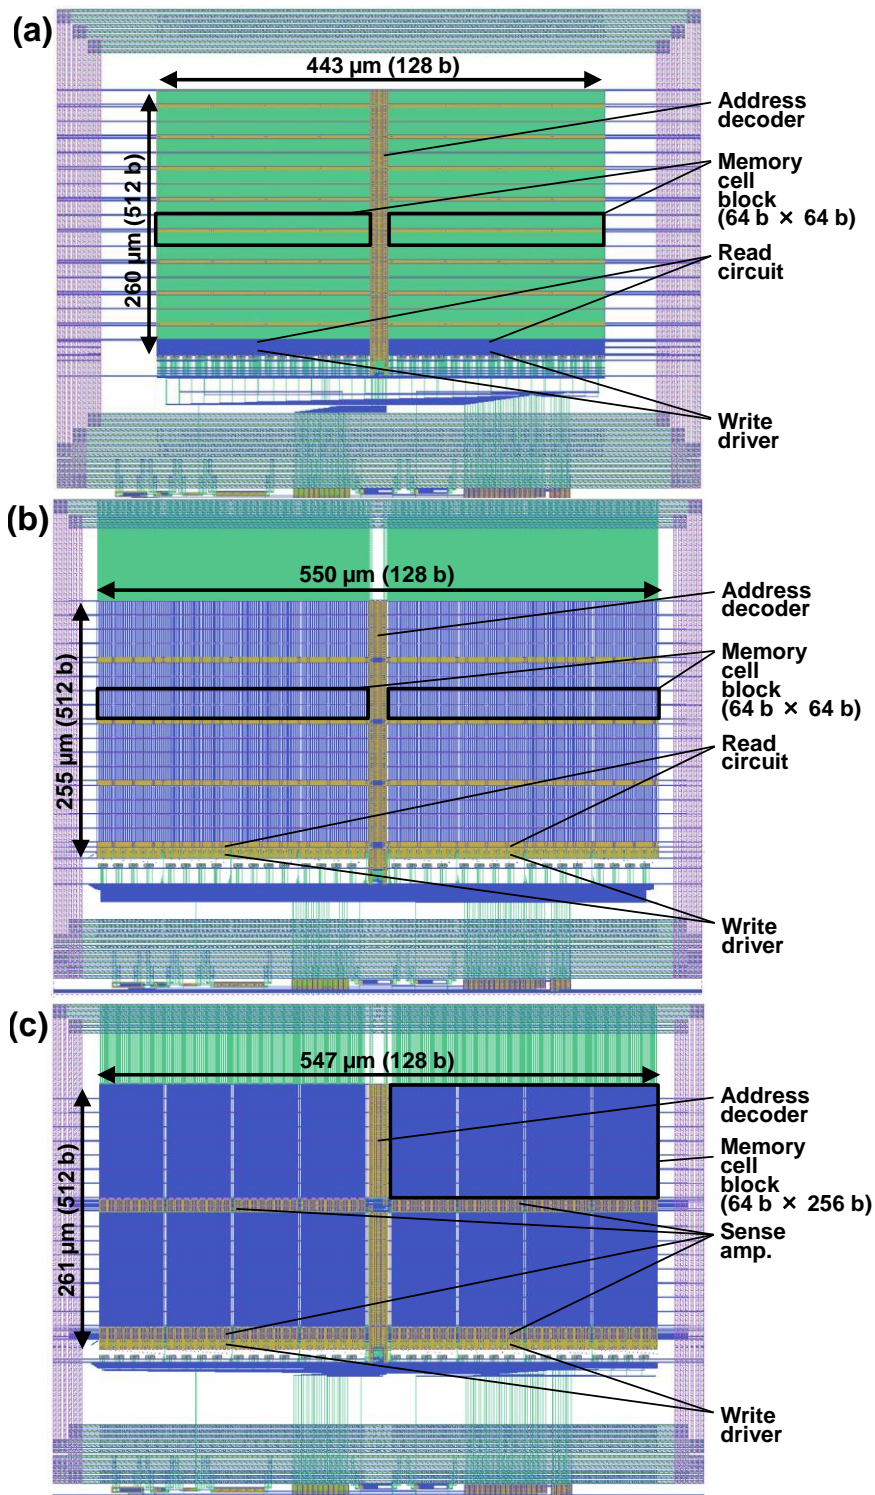 (a)
443 µm (128 b)
260 µm (512 b)
Address
decoder
Memory
cell
block
(64 b × 64 b)
Read
circuit
Write
driver
(b)
550 µm (128 b)
255 µm (512 b)
Address
decoder
Memory
cell
block
(64 b × 64 b)
Read
circuit
Write
driver
(c)
547 µm (128 b)
261 µm (512 b)
Address
decoder
Memory
cell
block
(64 b × 256 b)
Sense
amp.
Write
driver